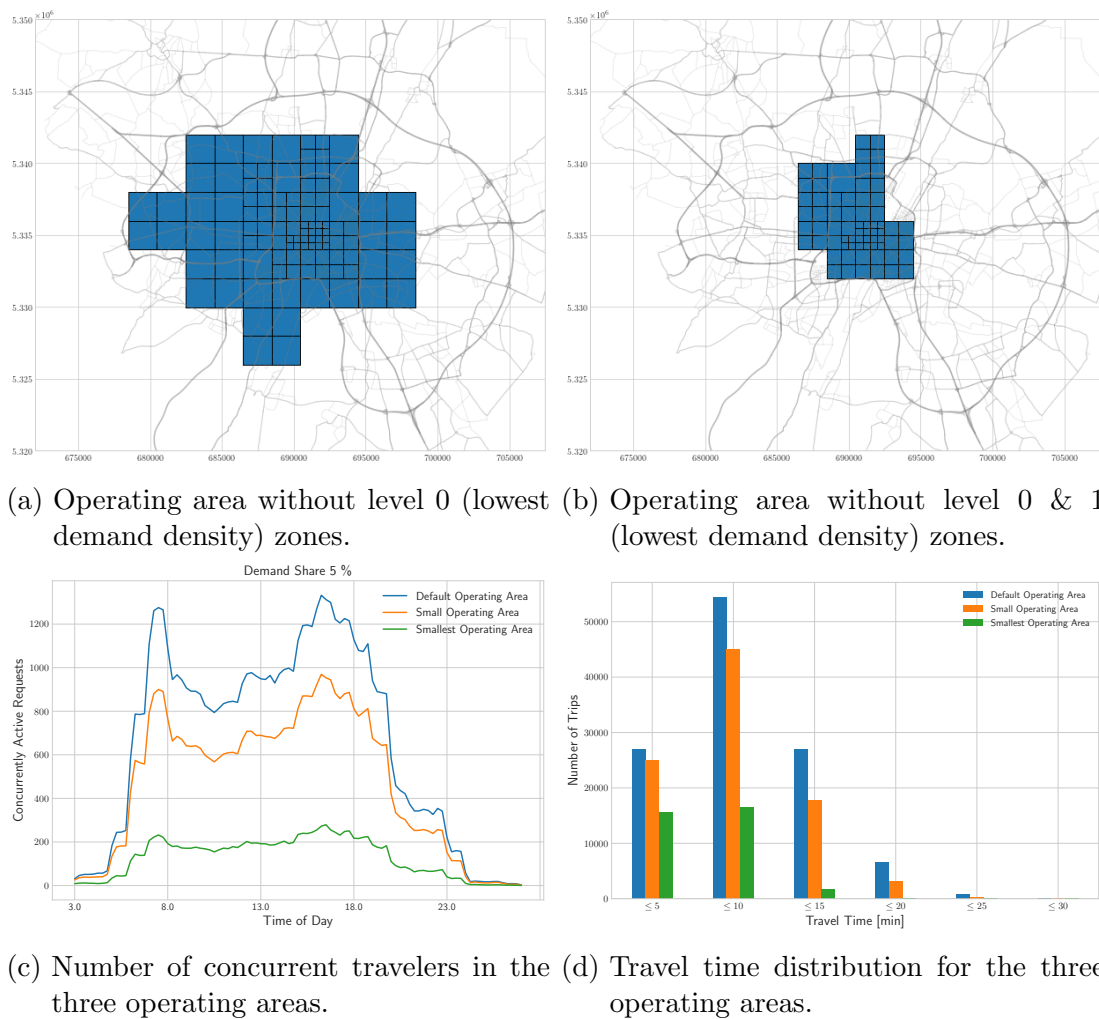 5.350 ×10⁶
5.345
5.340
5.335
5.330
5.325
5.320
675000 680000 685000 690000 695000 700000 705000
5.350 ×10⁶
5.345
5.340
5.335
5.330
5.325
5.320
675000 680000 685000 690000 695000 700000 705000
(a) Operating area without level 0 (lowest
demand density) zones.
(b) Operating area without level 0 & 1
(lowest demand density) zones.
Demand Share 5 %
Default Operating Area
Small Operating Area
Smallest Operating Area
Concurrently Active Requests
1200
1000
800
600
400
200
0
3.0 8.0 13.0 18.0 23.0
Time of Day
Default Operating Area
Small Operating Area
Smallest Operating Area
Number of Trips
50000
40000
30000
20000
10000
0
≤ 5 ≤ 10 ≤ 15 ≤ 20 ≤ 25 ≤ 30
Travel Time [min]
(c) Number of concurrent travelers in the
three operating areas.
(d) Travel time distribution for the three
operating areas.